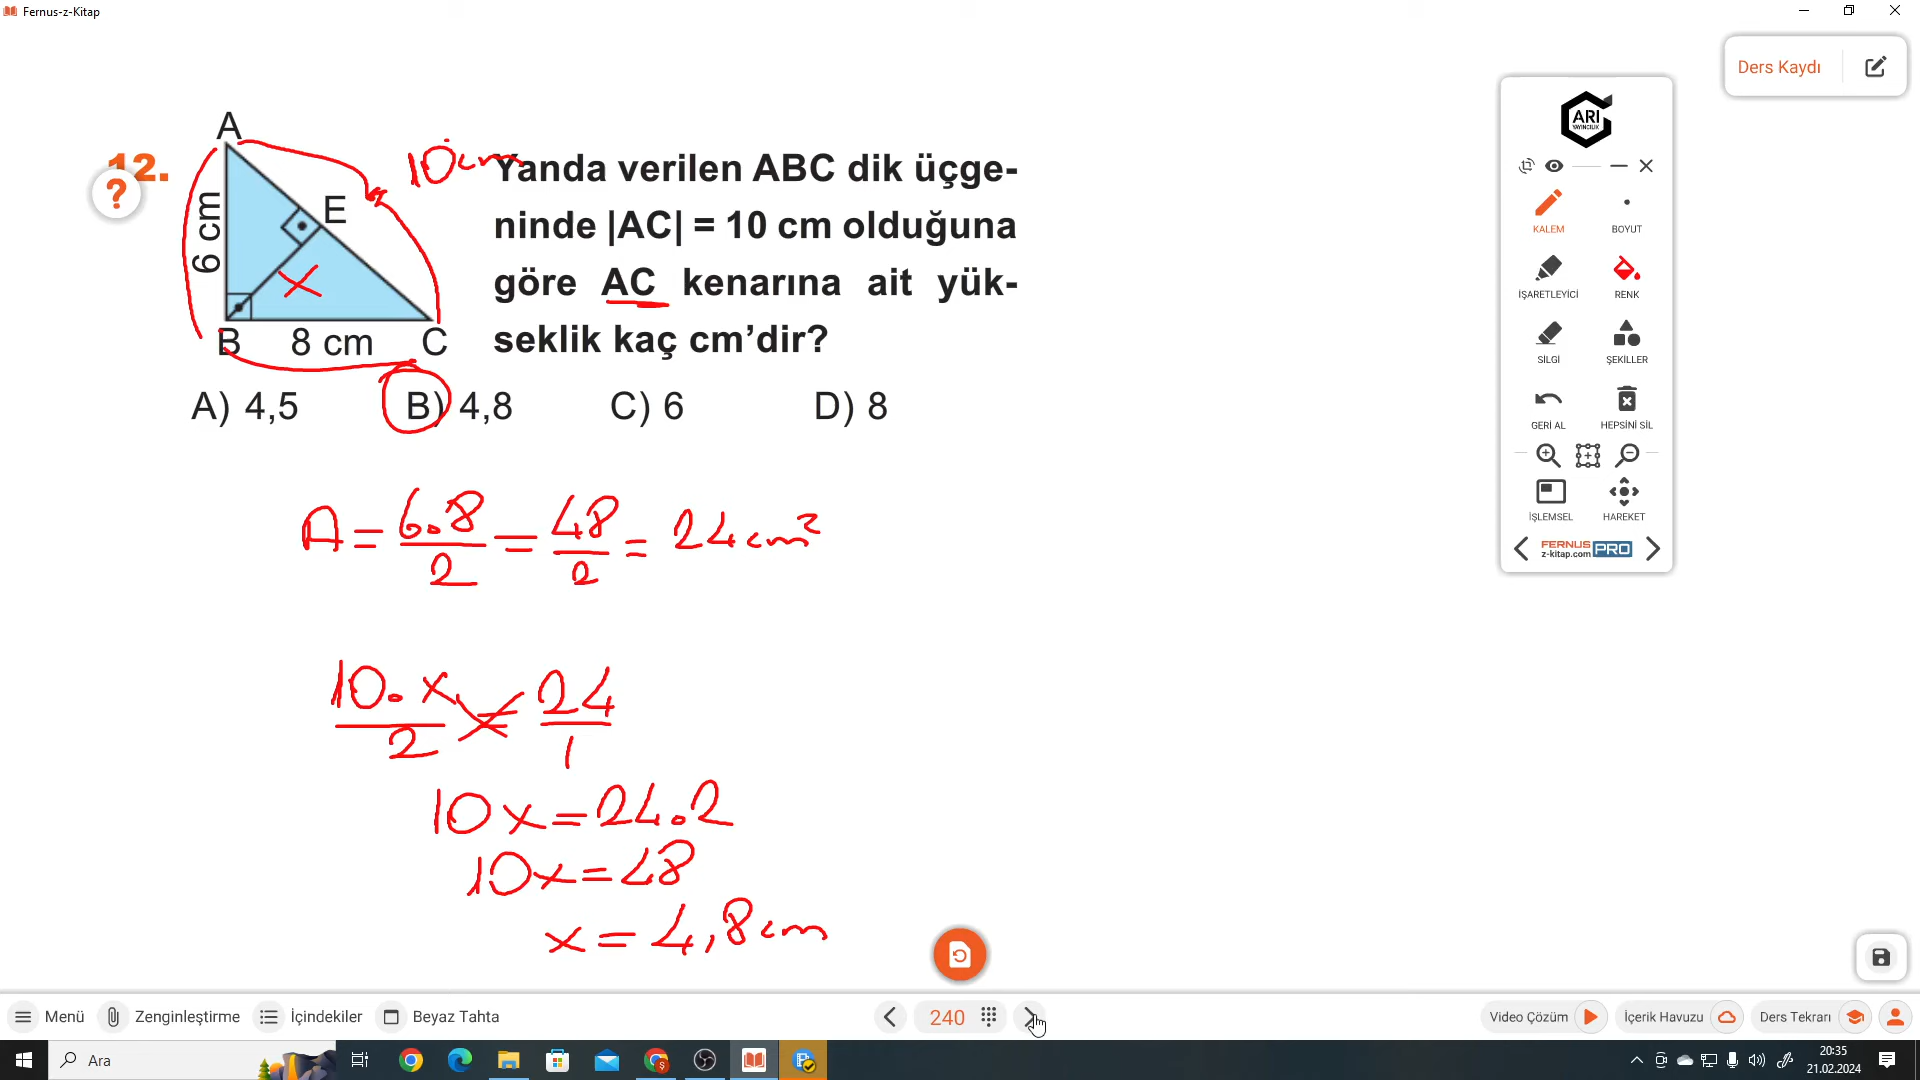 Fernus-z-Kitap
Ders Kaydı
ARI
YAYINCILIK
12.
?
A
10cm
E
6 cm
x
B
8 cm
C
Yanda verilen ABC dik üçge-
ninde |AC| = 10 cm olduğuna
göre AC kenarına ait yük-
seklik kaç cm’dir?
A) 4,5 B) 4,8 C) 6 D) 8
A = 6.8/2 = 48/2 = 24cm²
10.x/2 = 24/1
10x = 24.2
10x = 48
x = 4,8cm
KALEM BOYUT
İŞARETLEYİCİ RENK
SİLGİ ŞEKİLLER
GERİ AL HEPSİNİ SİL
İŞLEMSEL HAREKET
FERNUS
z-kitap.com PRO
Menü Zenginleştirme İçindekiler Beyaz Tahta 240 Video Çözüm İçerik Havuzu Ders Tekrarı
Ara
20:35
21.02.2024